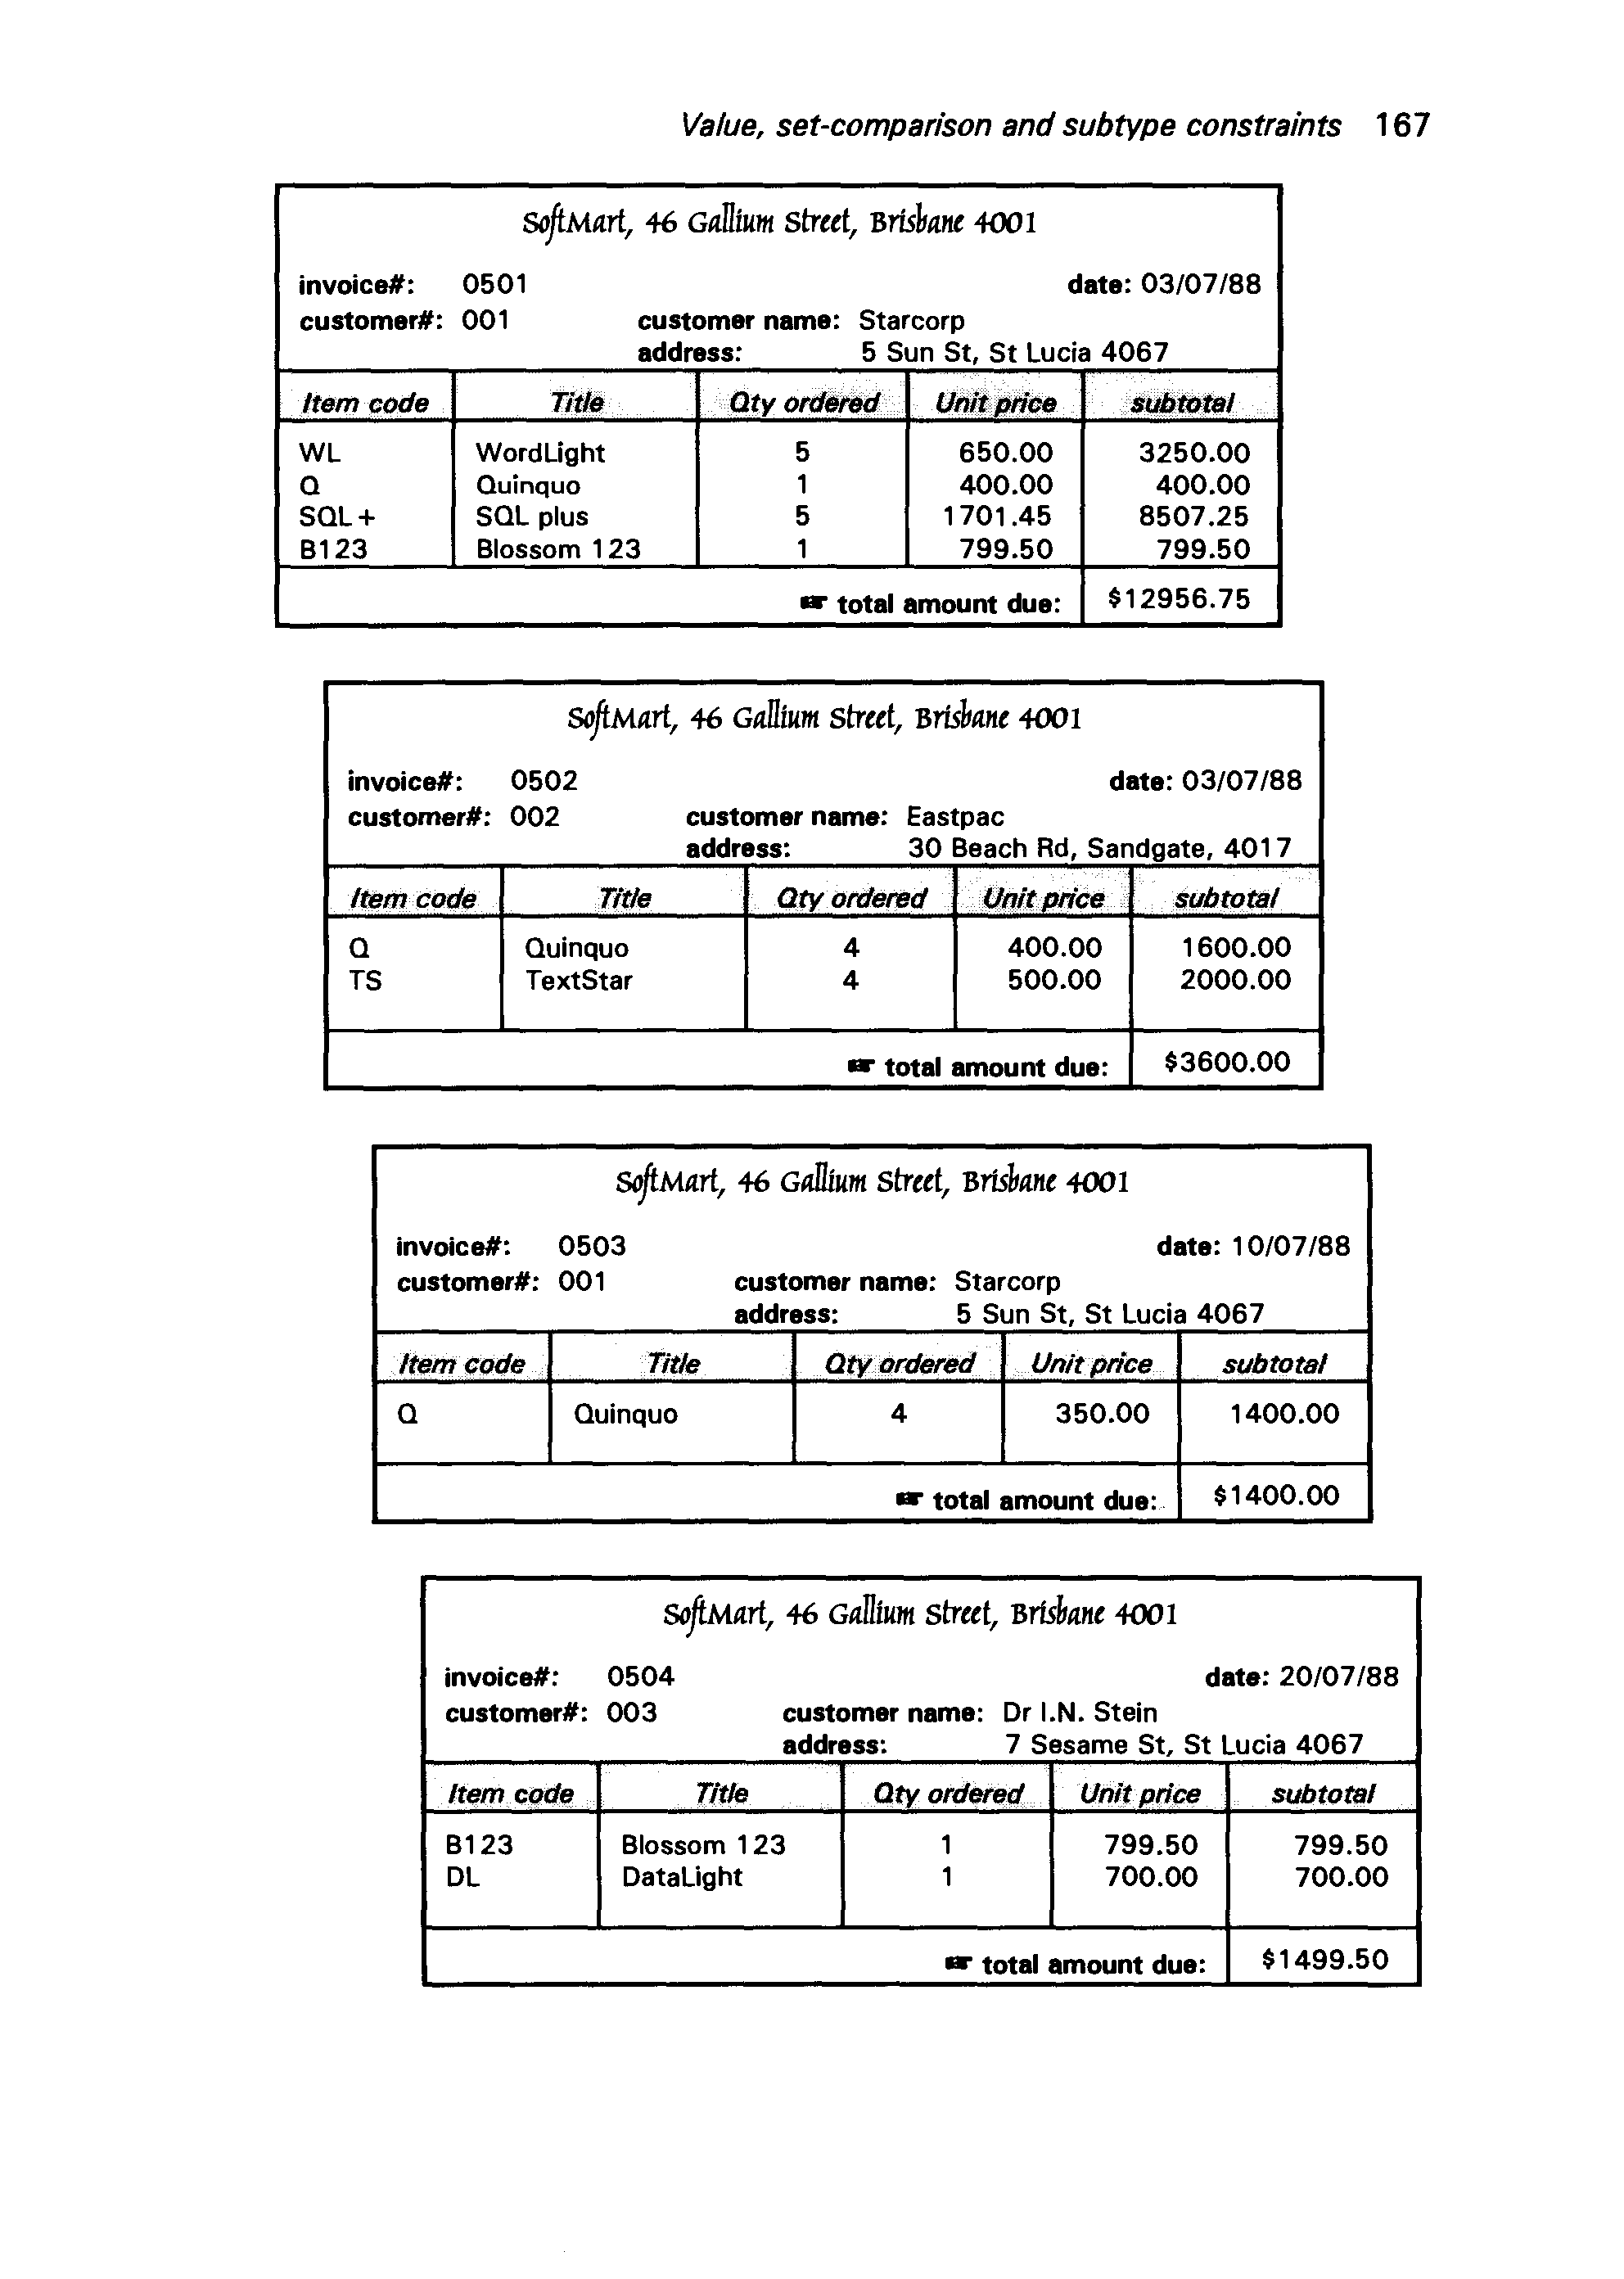 Value, set-comparison and subtype constraints 167
SoftMart, 46 Gallium Street, Brisbane 4001
invoice#: 0501 date: 03/07/88
customer#: 001 customer name: Starcorp
address: 5 Sun St, St Lucia 4067
Item code Title Qty ordered Unit price subtotal
WL WordLight 5 650.00 3250.00
Q Quinquo 1 400.00 400.00
SQL+ SQL plus 5 1701.45 8507.25
B123 Blossom 123 1 799.50 799.50
☛ total amount due: $12956.75
SoftMart, 46 Gallium Street, Brisbane 4001
invoice#: 0502 date: 03/07/88
customer#: 002 customer name: Eastpac
address: 30 Beach Rd, Sandgate, 4017
Item code Title Qty ordered Unit price subtotal
Q Quinquo 4 400.00 1600.00
TS TextStar 4 500.00 2000.00
☛ total amount due: $3600.00
SoftMart, 46 Gallium Street, Brisbane 4001
invoice#: 0503 date: 10/07/88
customer#: 001 customer name: Starcorp
address: 5 Sun St, St Lucia 4067
Item code Title Qty ordered Unit price subtotal
Q Quinquo 4 350.00 1400.00
☛ total amount due: $1400.00
SoftMart, 46 Gallium Street, Brisbane 4001
invoice#: 0504 date: 20/07/88
customer#: 003 customer name: Dr I.N. Stein
address: 7 Sesame St, St Lucia 4067
Item code Title Qty ordered Unit price subtotal
B123 Blossom 123 1 799.50 799.50
DL DataLight 1 700.00 700.00
☛ total amount due: $1499.50